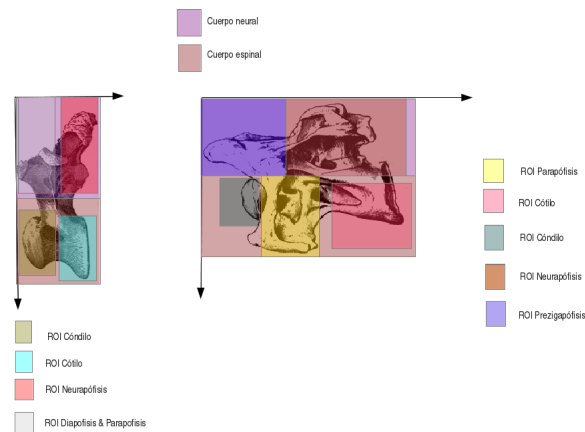 Cuerpo neural
Cuerpo espinal
ROI Parapófisis
ROI Cótilo
ROI Cóndilo
ROI Neurapófisis
ROI Prezigapófisis
ROI Cóndilo
ROI Cótilo
ROI Neurapófisis
ROI Diapofisis & Parapofisis